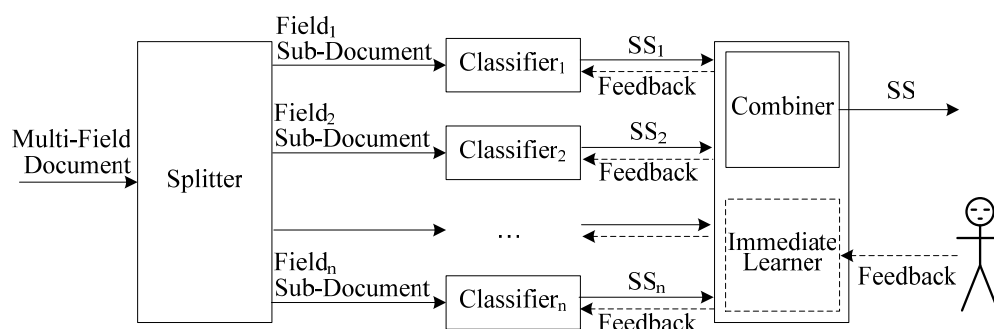 Multi-Field
Document
Splitter
Field₁
Sub-Document
Classifier₁
SS₁
Feedback
Field₂
Sub-Document
Classifier₂
SS₂
Feedback
...
Fieldₙ
Sub-Document
Classifierₙ
SSₙ
Feedback
Combiner
SS
Immediate
Learner
Feedback